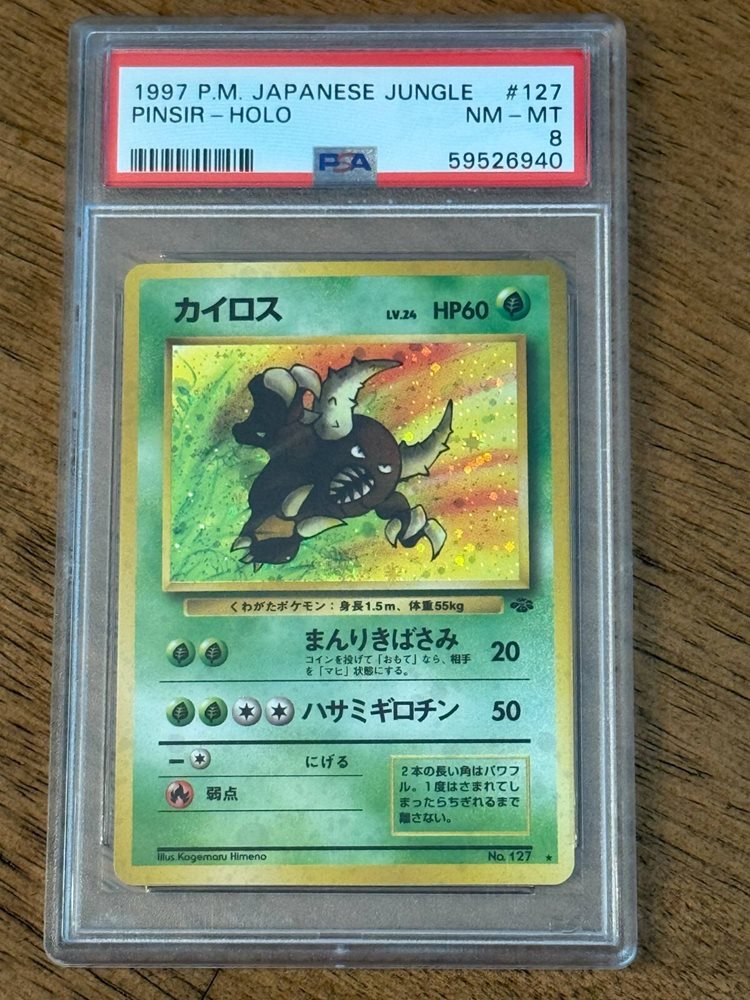 1997 P.M. JAPANESE JUNGLE #127
PINSIR - HOLO NM - MT
8
PSA 59526940
カイロス LV.24 HP60
くわがたポケモン:身長1.5m、体重55kg
まんりきばさみ 20
コインを投げて「おもて」なら、相手
を「マヒ」状態にする。
ハサミギロチン 50
にげる
弱点
2本の長い角はパワフ
ル。1度はさまれてし
まったらちぎれるまで
離さない。
Illus.Kagemaru Himeno No. 127 ★